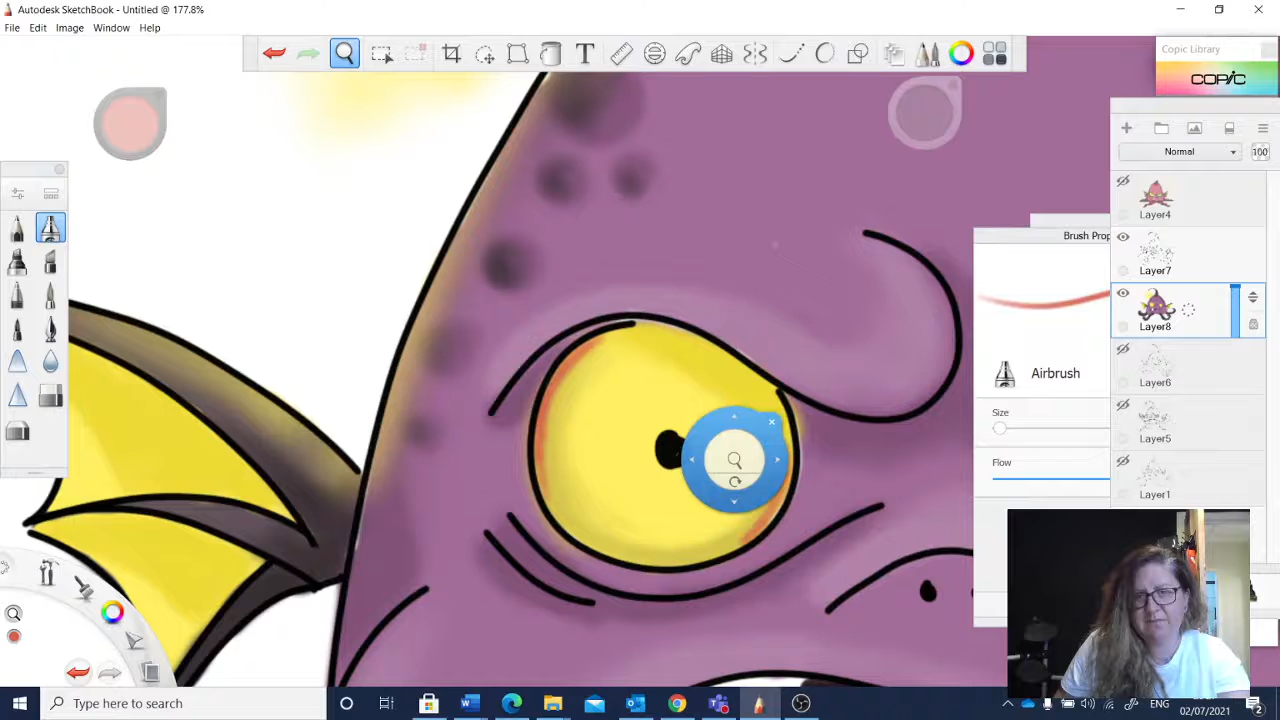 Autodesk SketchBook - Untitled @ 177.8%
File Edit Image Window Help
T
Copic Library
COPIC
Normal
100
Layer4
Layer7
Layer8
Layer6
Layer5
Layer1
Brush Prop
Airbrush
Size
Flow
Type here to search
ENG
02/07/2021
2